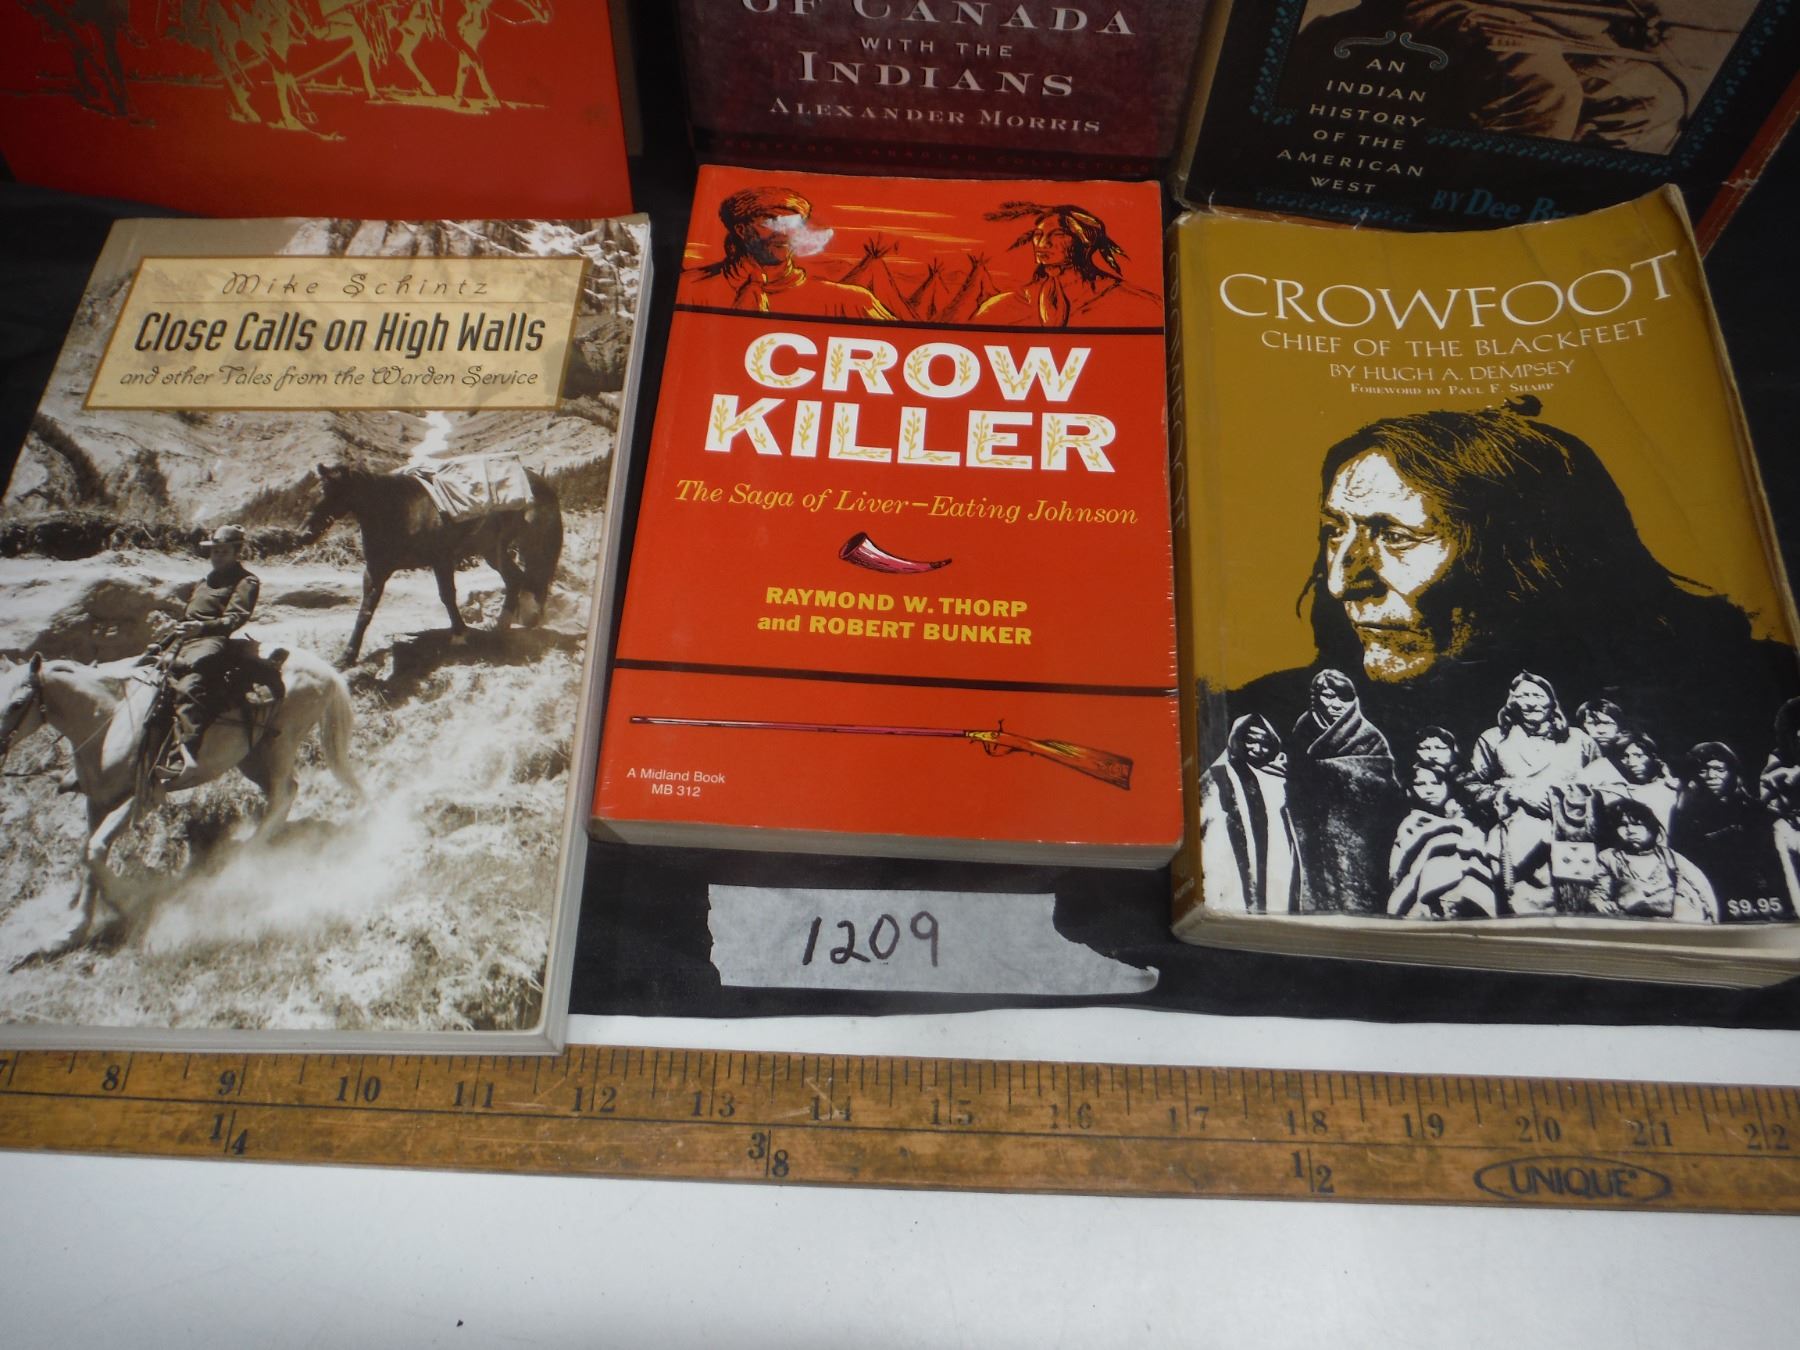 OF CANADA
WITH THE
INDIANS
ALEXANDER MORRIS
AN
INDIAN
HISTORY
OF THE
AMERICAN
WEST
BY Dee
Mike Schintz
Close Calls on High Walls
and other Tales from the Warden Service
CROW
KILLER
The Saga of Liver-Eating Johnson
RAYMOND W. THORP
and ROBERT BUNKER
A Midland Book
MB 312
CROWFOOT
CHIEF OF THE BLACKFEET
BY HUGH A. DEMPSEY
FOREWORD BY PAUL F. SHARP
$9.95
1209
7 8 9 10 11 12 13 14 15 16 17 18 19 20 21 22
1/4 3/8 1/2
UNIQUE